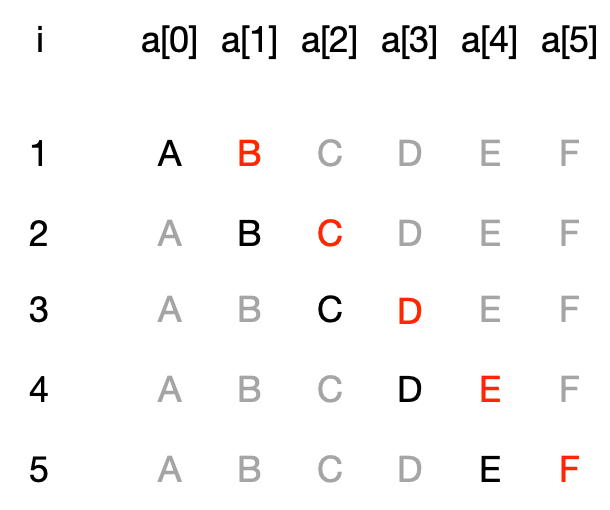 i a[0] a[1] a[2] a[3] a[4] a[5]
1 A B C D E F
2 A B C D E F
3 A B C D E F
4 A B C D E F
5 A B C D E F